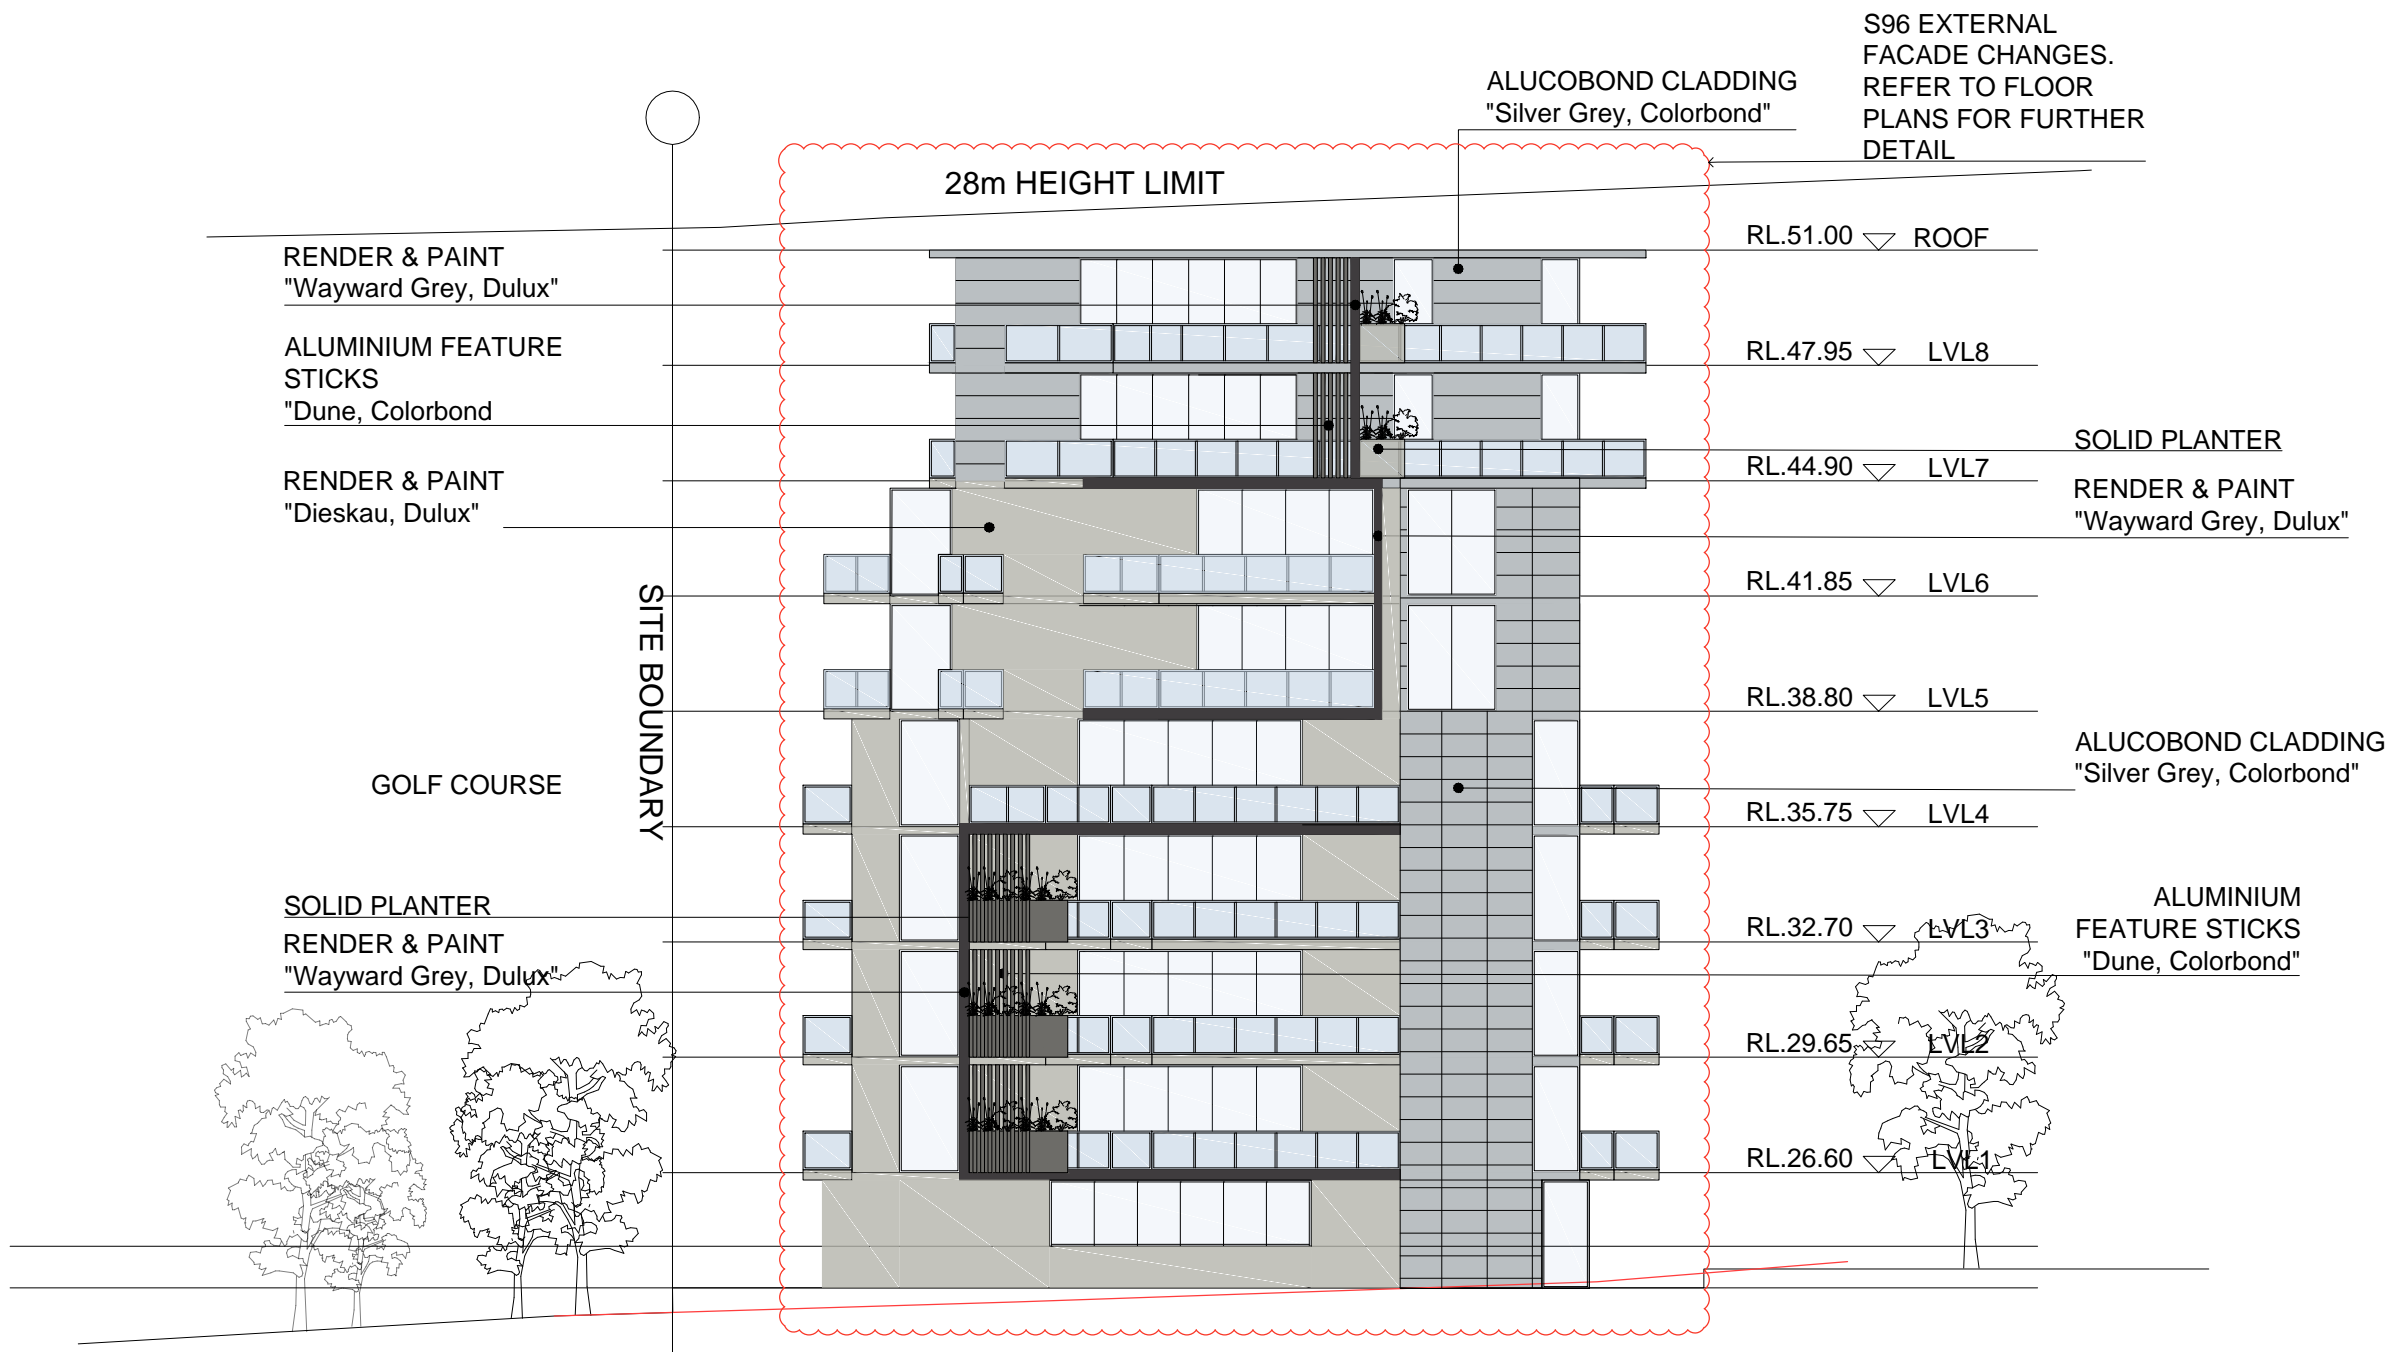 S96 EXTERNAL
FACADE CHANGES.
REFER TO FLOOR
PLANS FOR FURTHER
DETAIL
ALUCOBOND CLADDING
"Silver Grey, Colorbond"
28m HEIGHT LIMIT
RENDER & PAINT
"Wayward Grey, Dulux"
ALUMINIUM FEATURE
STICKS
"Dune, Colorbond
RENDER & PAINT
"Dieskau, Dulux"
SITE BOUNDARY
GOLF COURSE
SOLID PLANTER
RENDER & PAINT
"Wayward Grey, Dulux"
RL.51.00 ROOF
RL.47.95 LVL8
RL.44.90 LVL7
RL.41.85 LVL6
RL.38.80 LVL5
RL.35.75 LVL4
RL.32.70 LVL3
RL.29.65 LVL2
RL.26.60 LVL1
SOLID PLANTER
RENDER & PAINT
"Wayward Grey, Dulux"
ALUCOBOND CLADDING
"Silver Grey, Colorbond"
ALUMINIUM
FEATURE STICKS
"Dune, Colorbond"